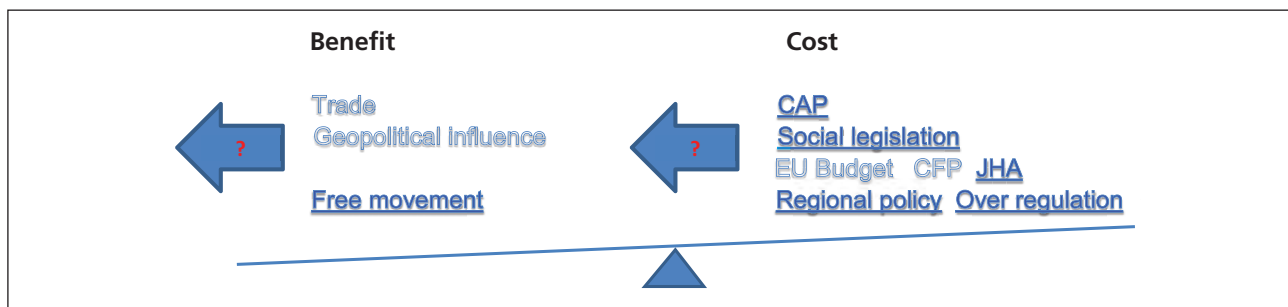 Benefit
Cost
Trade
Geopolitical influence
Free movement
?
?
CAP
Social legislation
EU Budget CFP JHA
Regional policy Over regulation